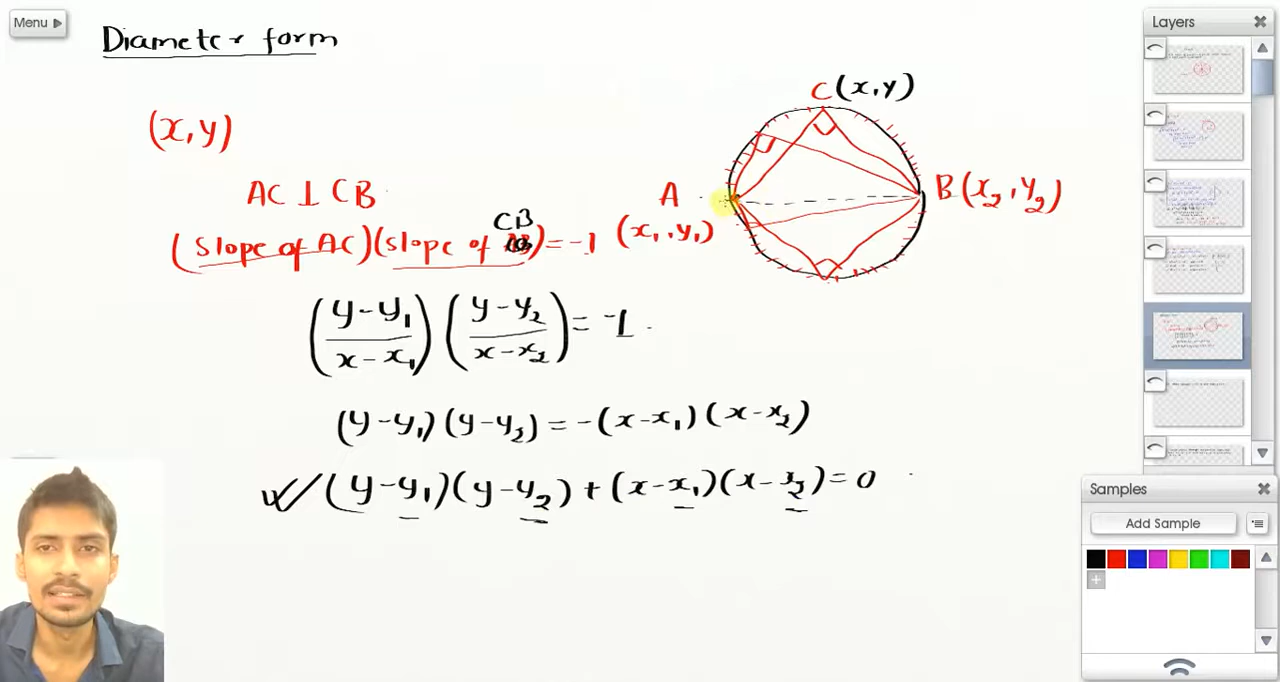 Menu
Diameter form
Layers
C (x, y)
(x, y)
AC ⊥ CB
A
B (x₂, y₂)
CB
(slope of AC) (slope of ) = -1
(x₁, y₁)
((y - y₁)/(x - x₁)) ((y - y₂)/(x - x₂)) = -1
(y - y₁) (y - y₂) = -(x - x₁) (x - x₂)
(y - y₁) (y - y₂) + (x - x₁) (x - x₂) = 0
Samples
Add Sample